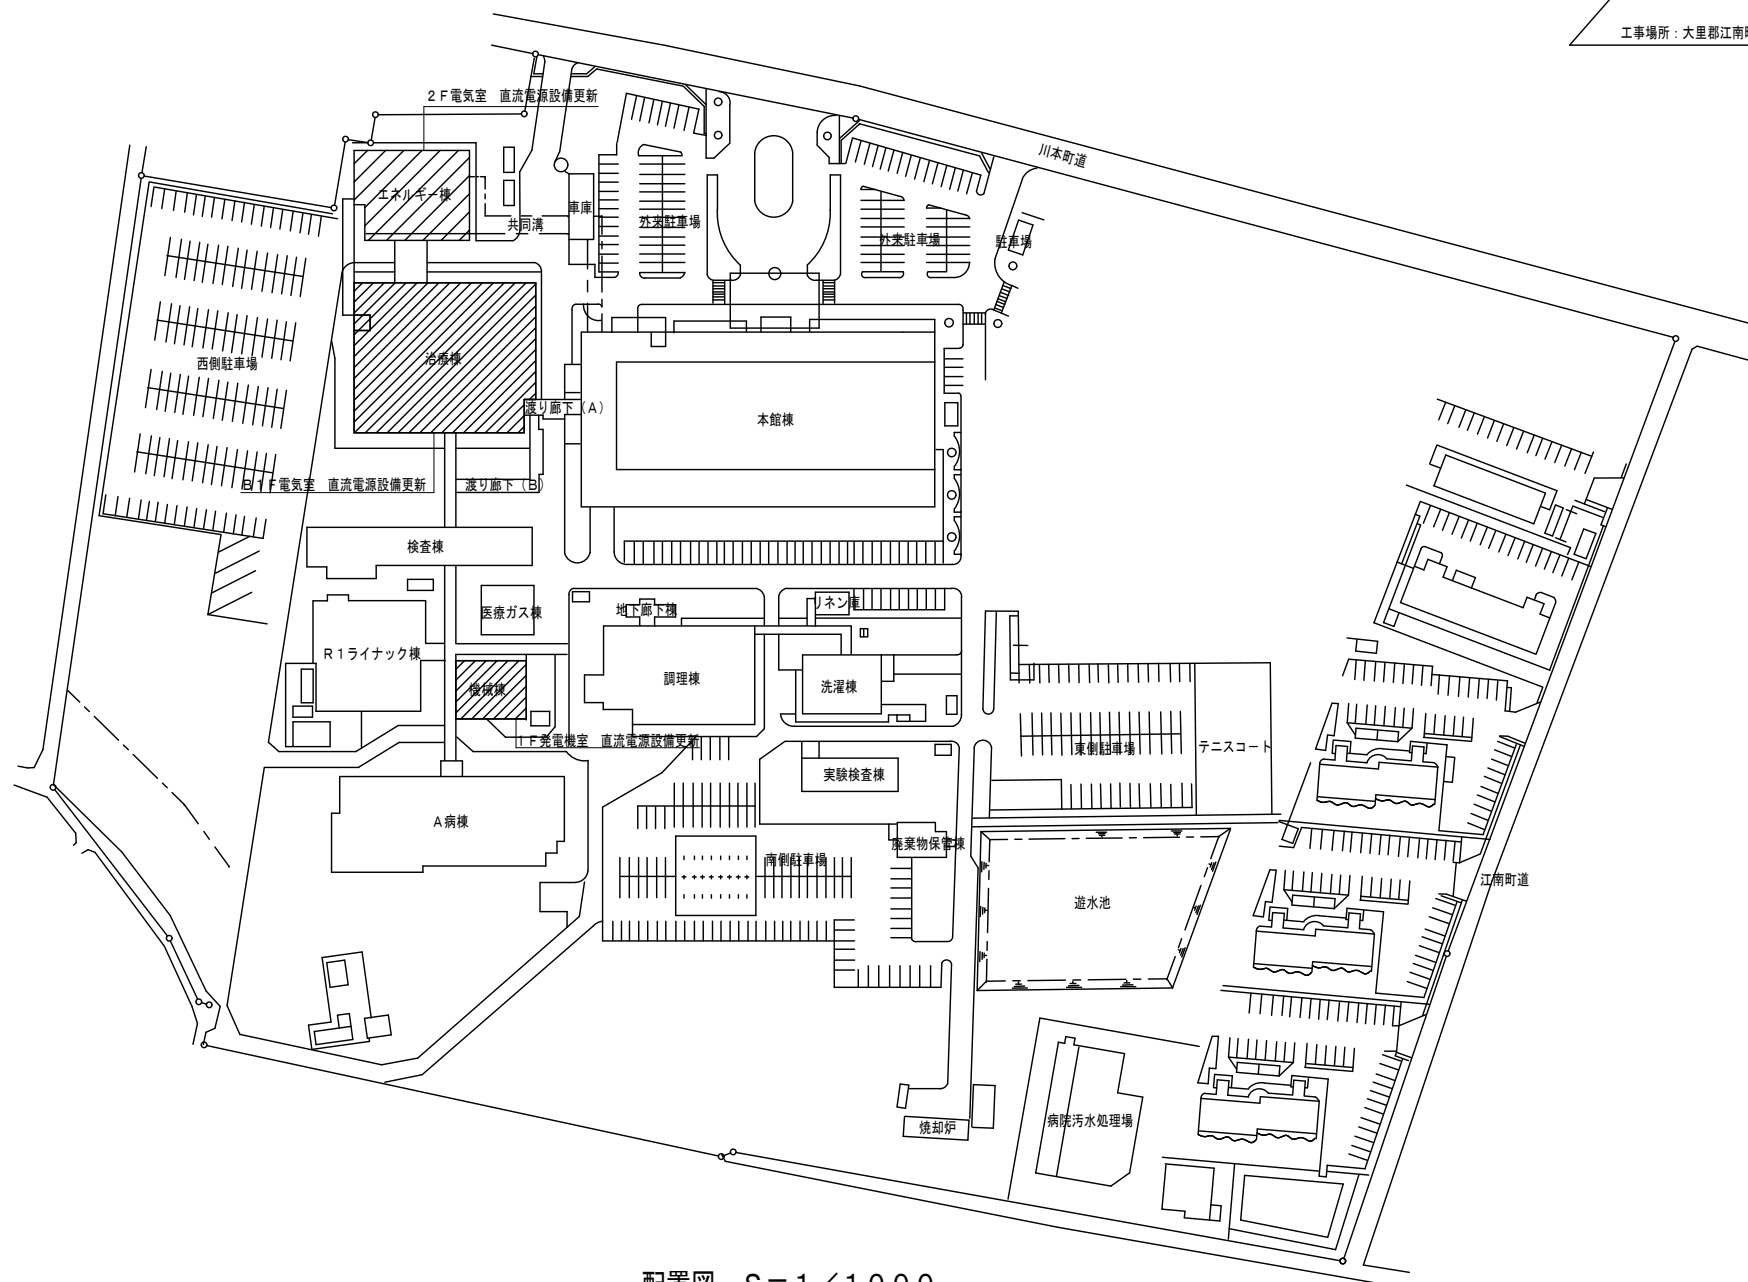 工事場所：大里郡江南町
川本町道
２Ｆ電気室　直流電源設備更新
エネルギー棟
共同溝
車庫
外来駐車場
外来駐車場
駐車場
西側駐車場
治療棟
渡り廊下（Ａ）
本館棟
Ｂ１Ｆ電気室　直流電源設備更新
渡り廊下（Ｂ）
検査棟
医療ガス棟
地下廊下棟
リネン庫
Ｒ１ライナック棟
機械棟
調理棟
洗濯棟
１Ｆ発電機室　直流電源設備更新
東側駐車場
テニスコート
実験検査棟
Ａ病棟
廃棄物保管棟
南側駐車場
江南町道
遊水池
焼却炉
病院汚水処理場
配置図　Ｓ＝１／１０００